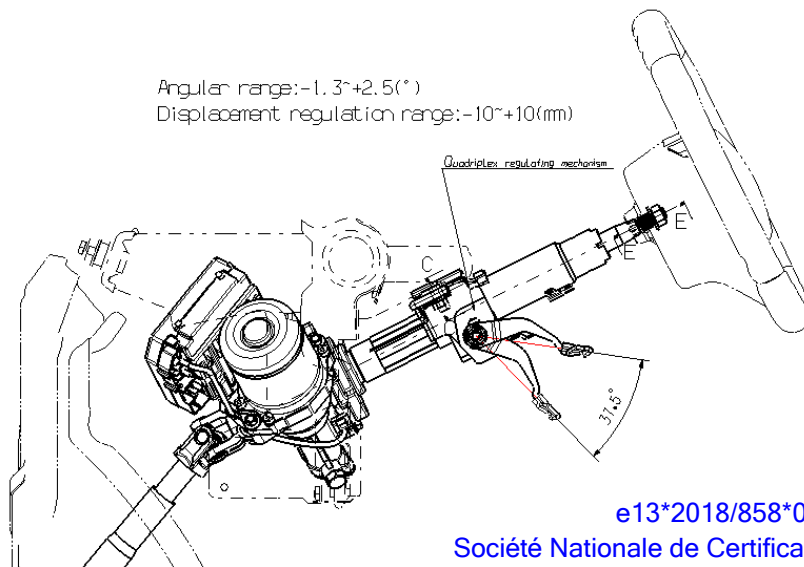 Angular range:-1.3~+2.5(°)
Displacement regulation range:-10~+10(mm)
Quadriplex regulating mechanism
E
E
C
37.5°
e13*2018/858*0
Société Nationale de Certifica